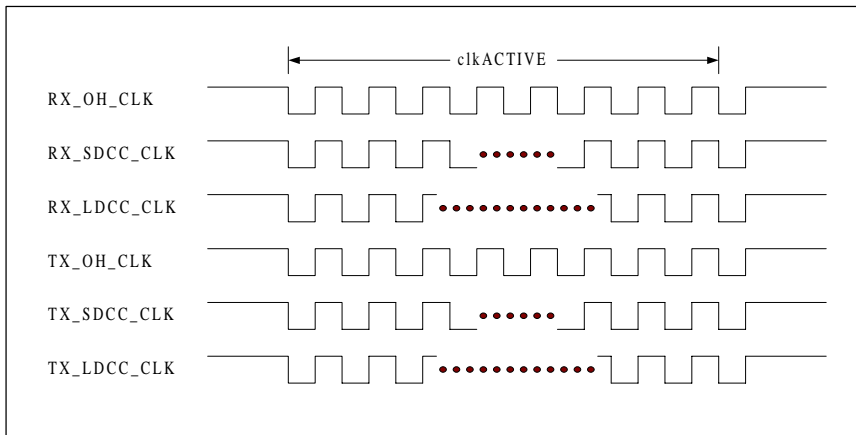 clkACTIVE
RX_OH_CLK
RX_SDCC_CLK
RX_LDCC_CLK
TX_OH_CLK
TX_SDCC_CLK
TX_LDCC_CLK